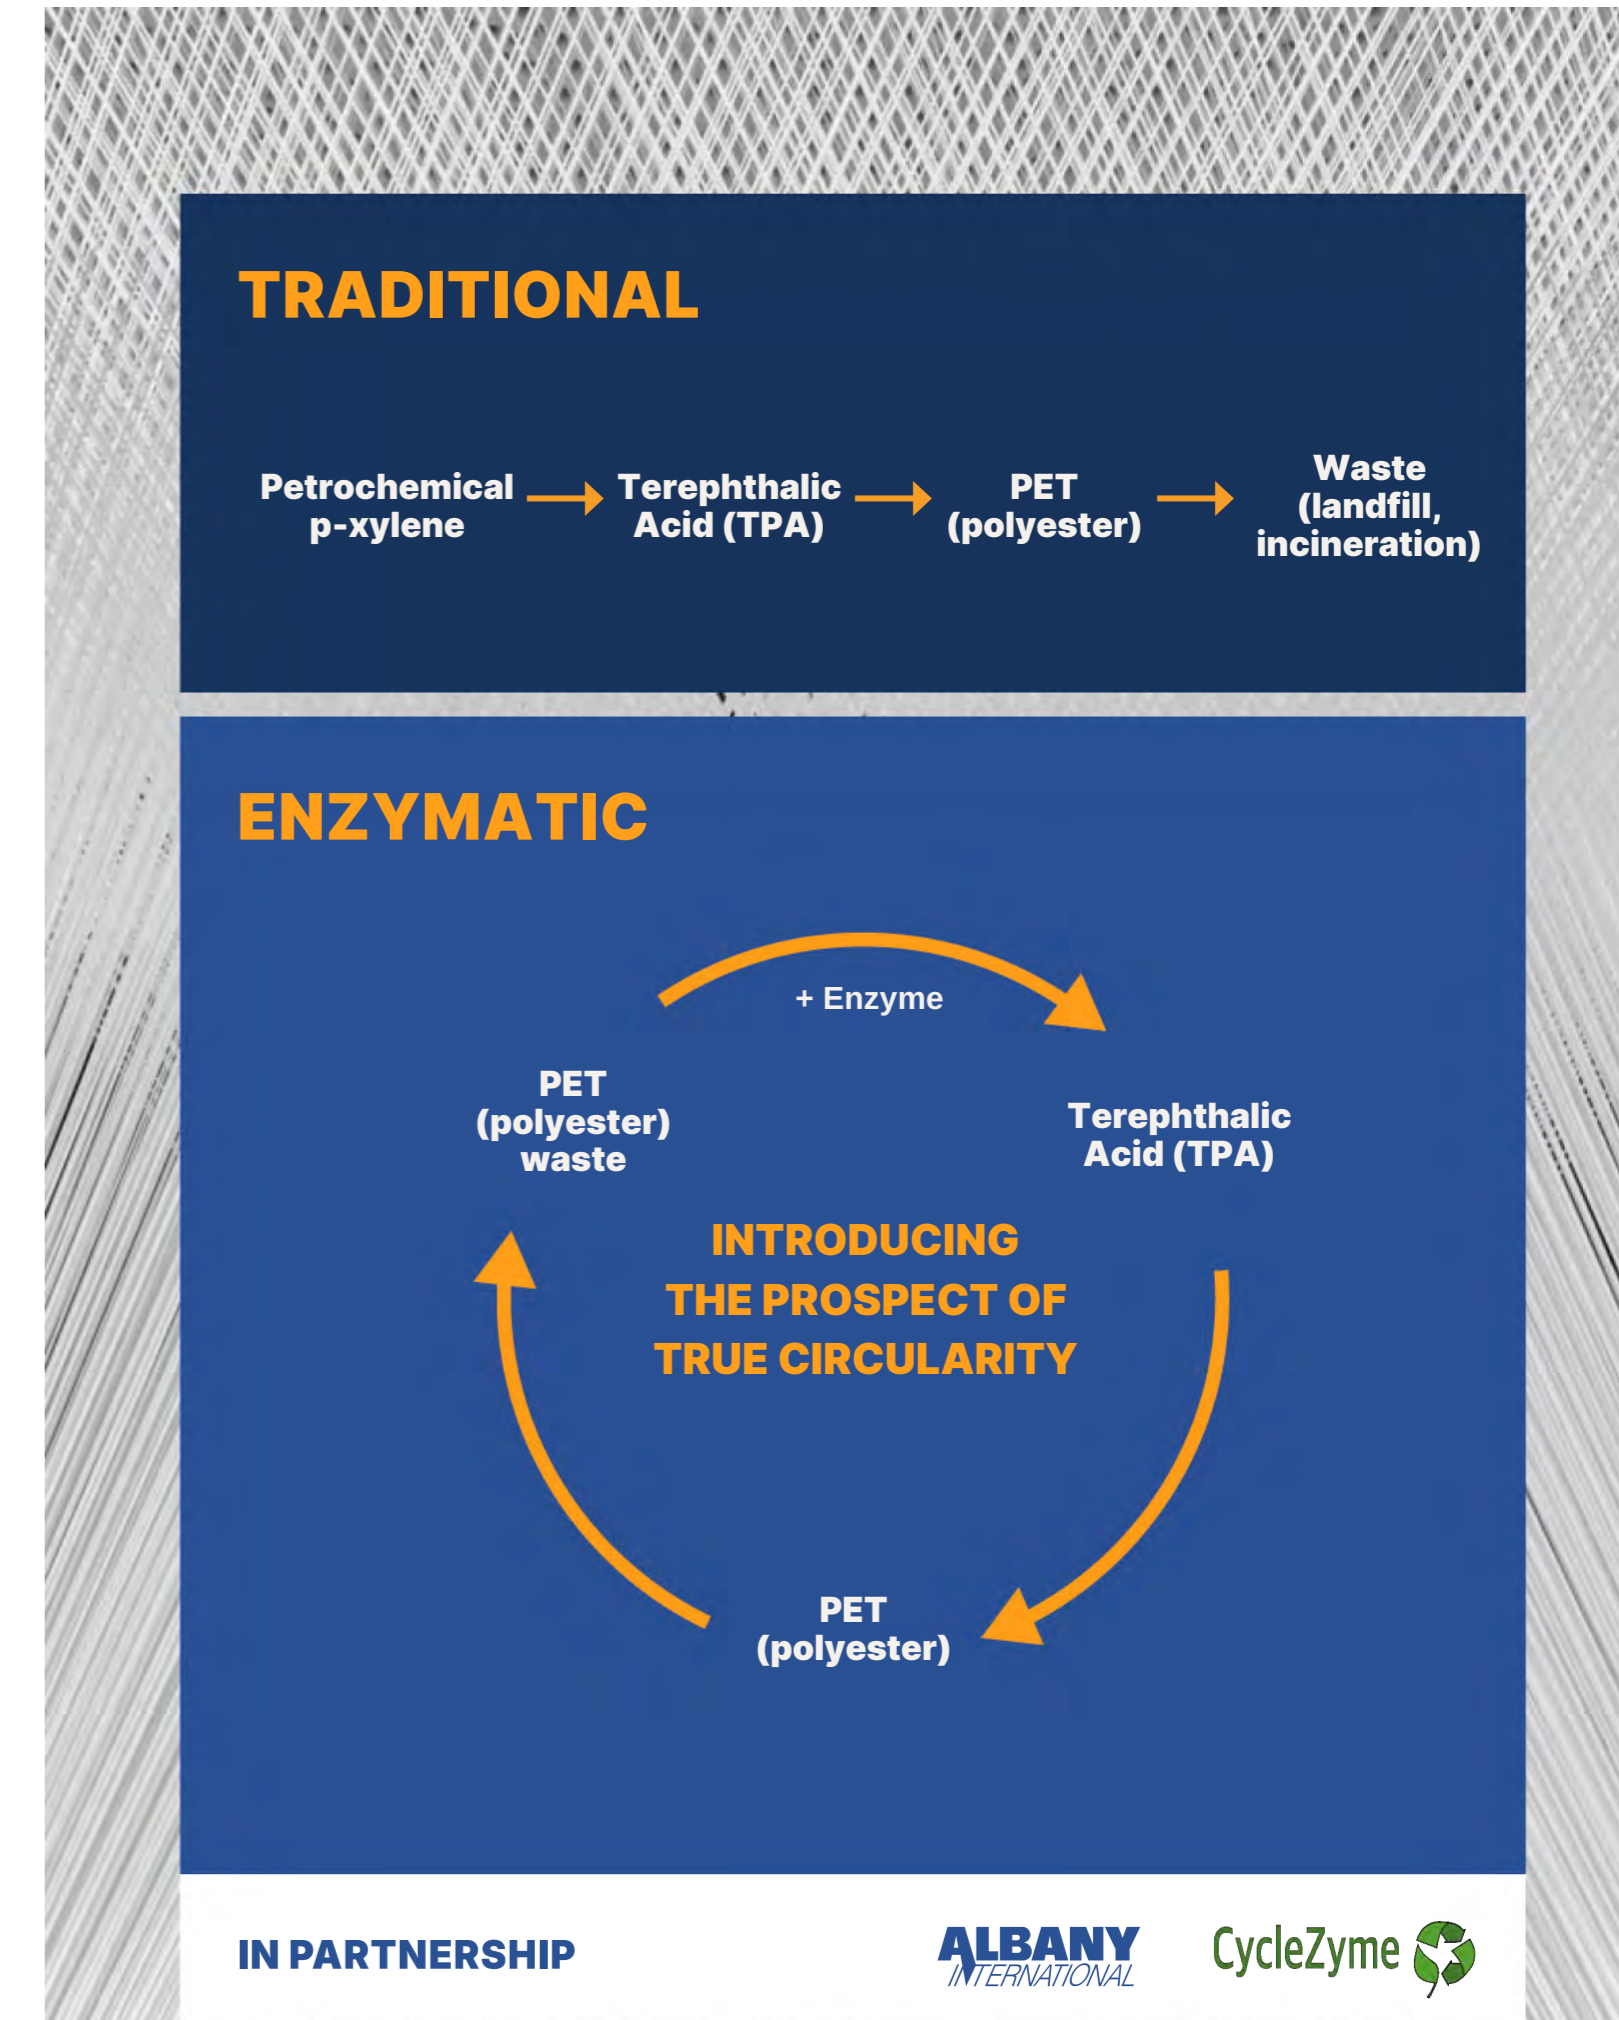 TRADITIONAL
Petrochemical
p-xylene
Terephthalic
Acid (TPA)
PET
(polyester)
Waste
(landfill,
incineration)
ENZYMATIC
+ Enzyme
PET
(polyester)
waste
Terephthalic
Acid (TPA)
INTRODUCING
THE PROSPECT OF
TRUE CIRCULARITY
PET
(polyester)
IN PARTNERSHIP
ALBANY
INTERNATIONAL
CycleZyme